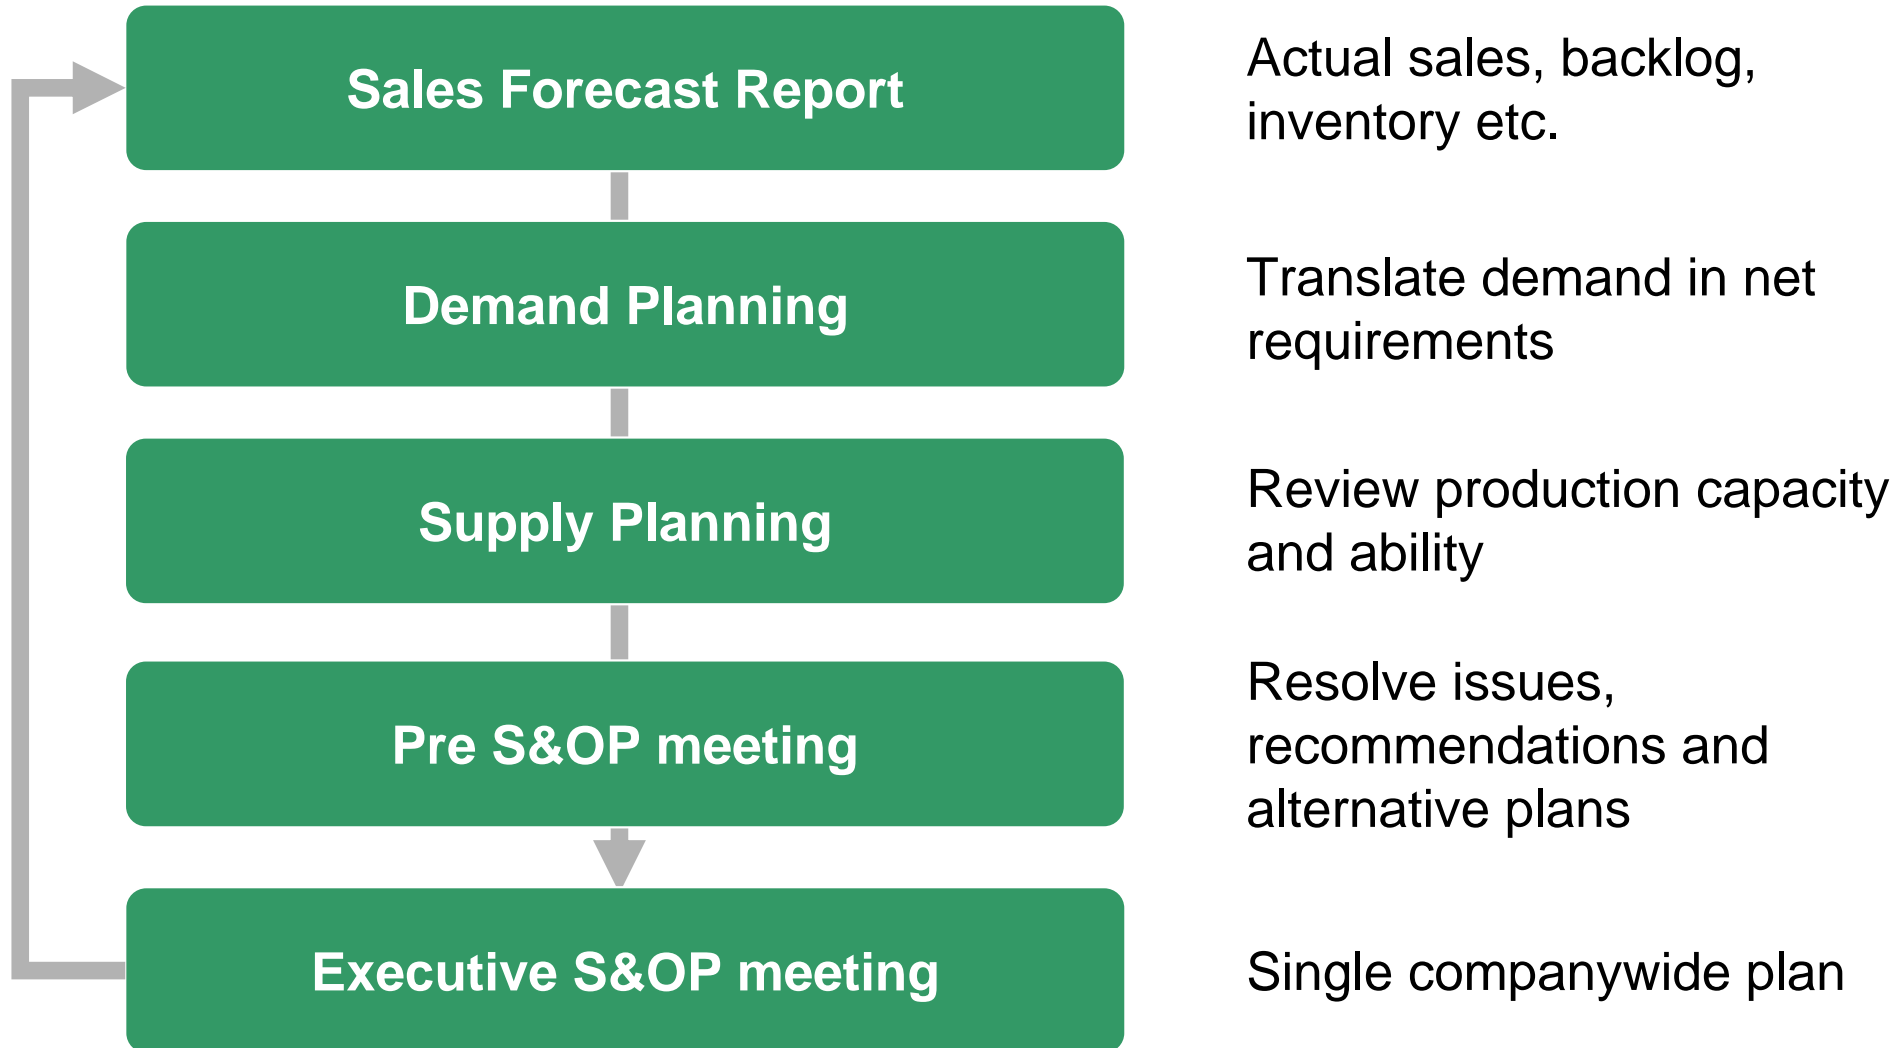 Sales Forecast Report
Actual sales, backlog,
inventory etc.
Demand Planning
Translate demand in net
requirements
Supply Planning
Review production capacity
and ability
Pre S&OP meeting
Resolve issues,
recommendations and
alternative plans
Executive S&OP meeting
Single companywide plan